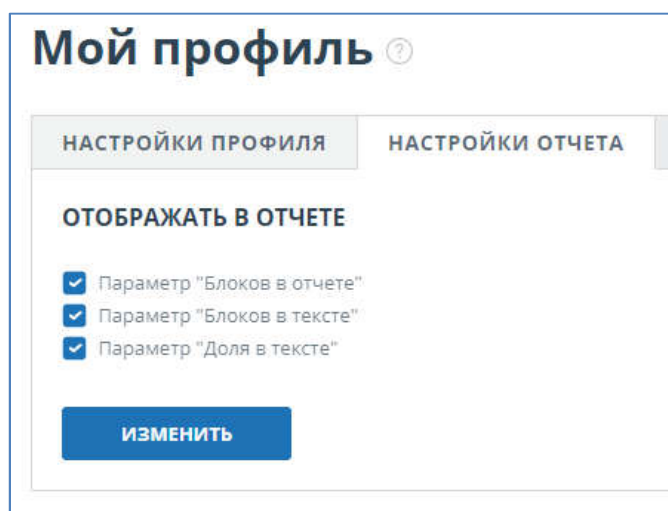 Мой профиль ?
НАСТРОЙКИ ПРОФИЛЯ НАСТРОЙКИ ОТЧЕТА
ОТОБРАЖАТЬ В ОТЧЕТЕ
Параметр "Блоков в отчете"
Параметр "Блоков в тексте"
Параметр "Доля в тексте"
ИЗМЕНИТЬ